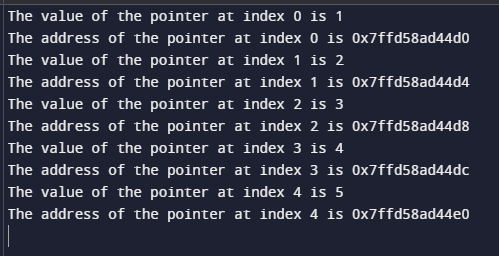 The value of the pointer at index 0 is 1
The address of the pointer at index 0 is 0x7ffd58ad44d0
The value of the pointer at index 1 is 2
The address of the pointer at index 1 is 0x7ffd58ad44d4
The value of the pointer at index 2 is 3
The address of the pointer at index 2 is 0x7ffd58ad44d8
The value of the pointer at index 3 is 4
The address of the pointer at index 3 is 0x7ffd58ad44dc
The value of the pointer at index 4 is 5
The address of the pointer at index 4 is 0x7ffd58ad44e0